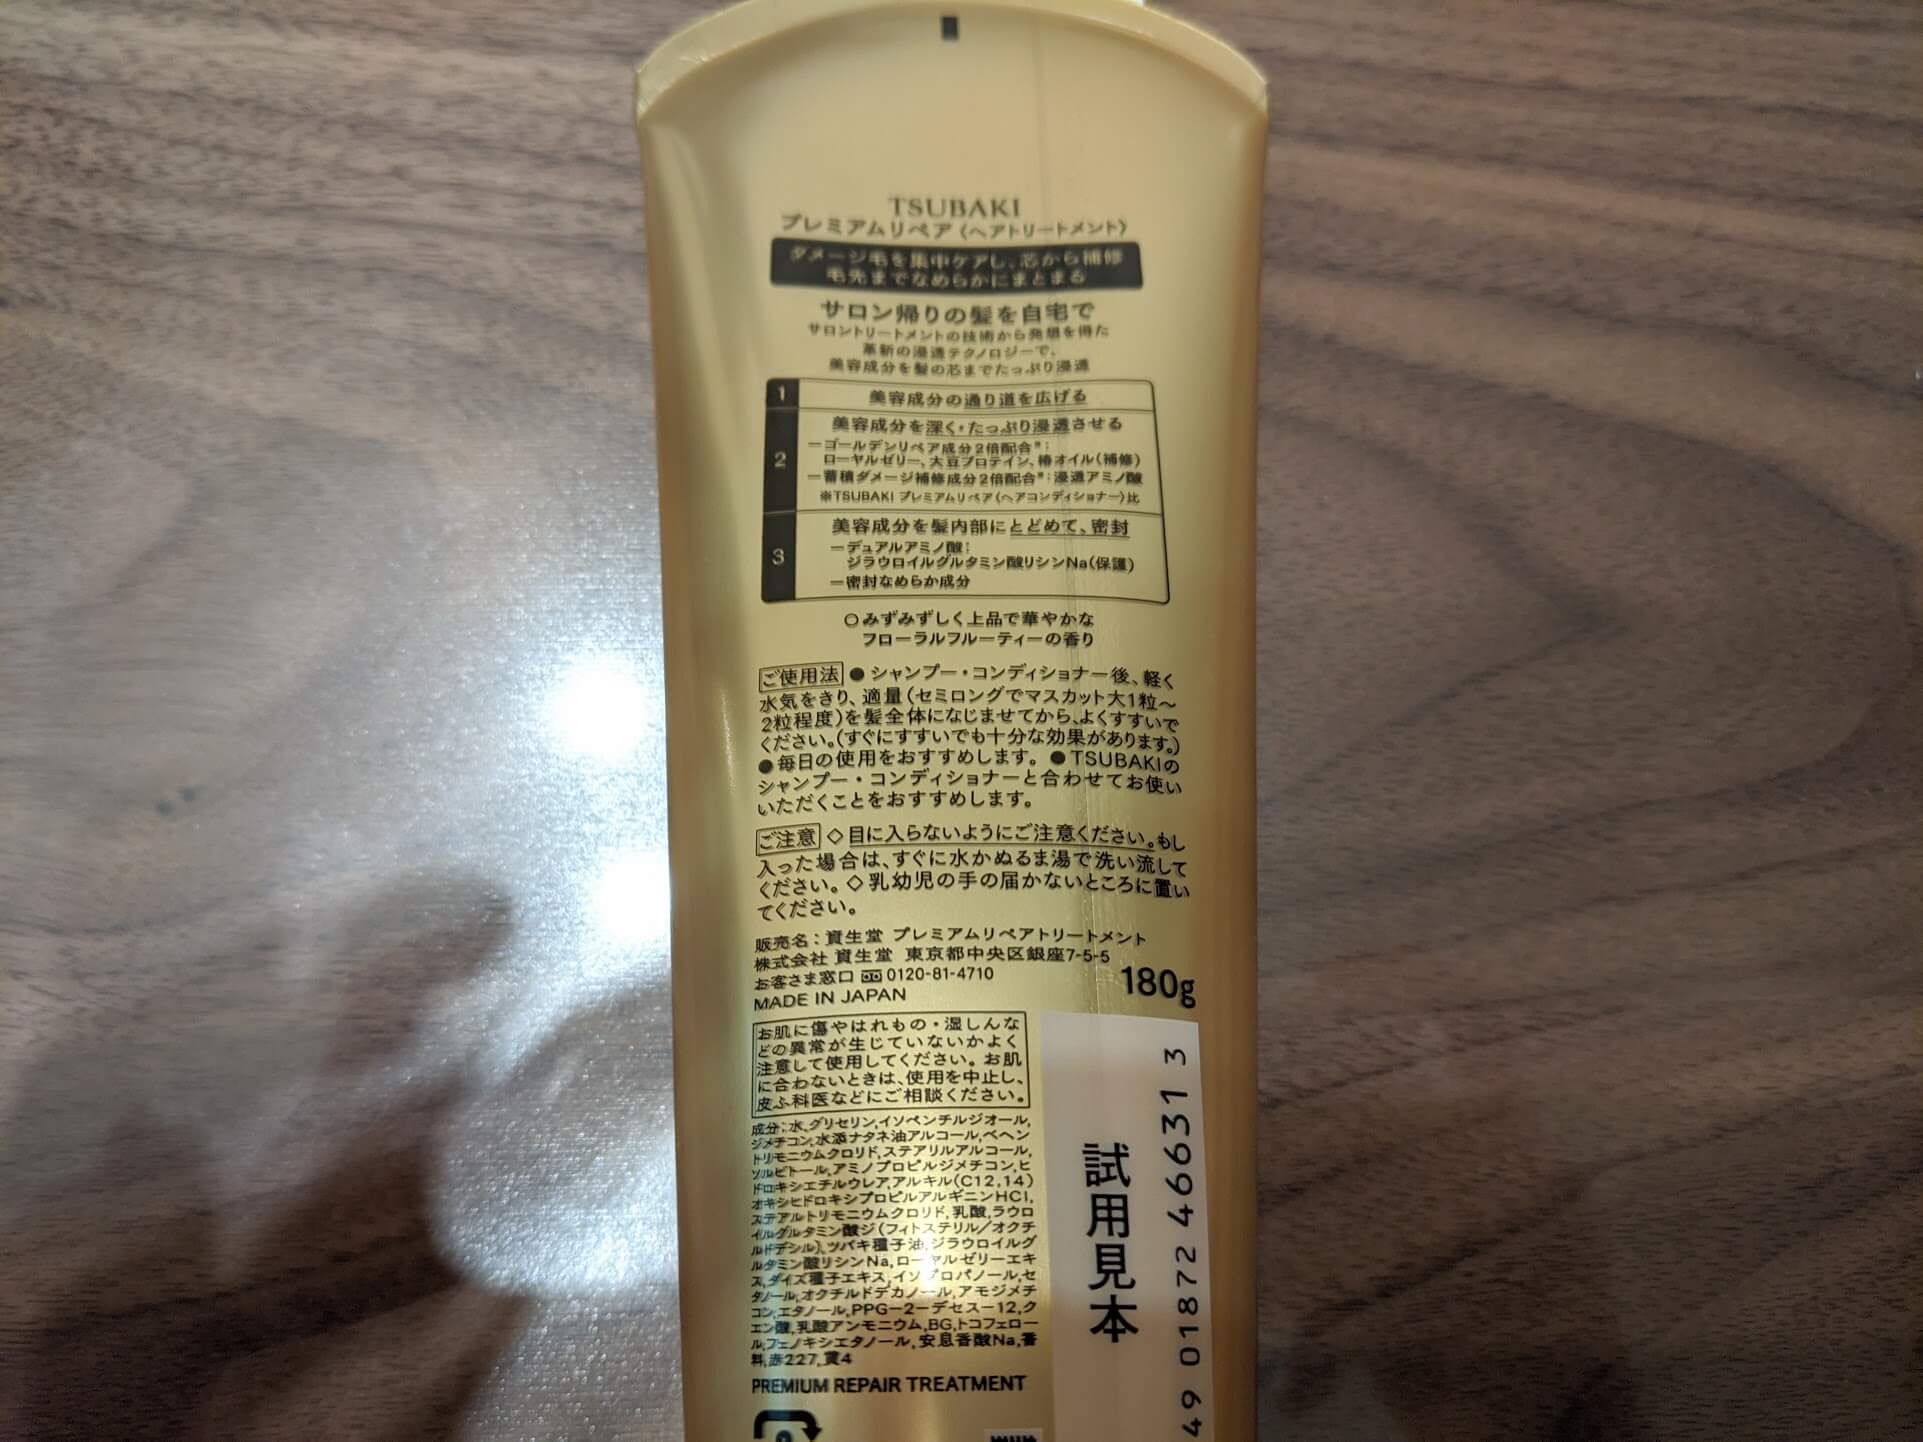 TSUBAKI
プレミアムリペア〈ヘアトリートメント〉
ダメージ毛を集中ケアし、芯から補修
毛先までなめらかにまとまる
サロン帰りの髪を自宅で
サロントリートメントの技術から発想を得た
革新の浸透テクノロジーで、
美容成分を髪の芯までたっぷり浸透
1 美容成分の通り道を広げる
2 美容成分を深く・たっぷり浸透させる
－ゴールデンリペア成分2倍配合※：
ローヤルゼリー、大豆プロテイン、椿オイル(補修)
－蓄積ダメージ補修成分2倍配合※：浸透アミノ酸
※TSUBAKI プレミアムリペア〈ヘアコンディショナー〉比
3 美容成分を髪内部にとどめて、密封
－デュアルアミノ酸：
ジラウロイルグルタミン酸リシンNa(保護)
－密封なめらか成分
○みずみずしく上品で華やかな
フローラルフルーティーの香り
ご使用法 ●シャンプー・コンディショナー後、軽く
水気をきり、適量(セミロングでマスカット大1粒～
2粒程度)を髪全体になじませてから、よくすすいで
ください。(すぐにすすいでも十分な効果があります。)
●毎日の使用をおすすめします。●TSUBAKIの
シャンプー・コンディショナーと合わせてお使い
いただくことをおすすめします。
ご注意 ◇目に入らないようにご注意ください。もし
入った場合は、すぐに水かぬるま湯で洗い流して
ください。◇乳幼児の手の届かないところに置い
てください。
販売名：資生堂 プレミアムリペアトリートメント
株式会社 資生堂 東京都中央区銀座7-5-5
お客さま窓口 0120-81-4710
MADE IN JAPAN
180g
お肌に傷やはれもの・湿しんな
どの異常が生じていないかよく
注意して使用してください。お肌
に合わないときは、使用を中止し、
皮ふ科医などにご相談ください。
成分：水,グリセリン,イソペンチルジオール,
ジメチコン,水添ナタネ油アルコール,ベヘン
トリモニウムクロリド,ステアリルアルコール,
ソルビトール,アミノプロピルジメチコン,ヒ
ドロキシエチルウレア,アルキル(C12,14)
オキシヒドロキシプロピルアルギニンHCl,
ステアルトリモニウムクロリド,乳酸,ラウロ
イルグルタミン酸ジ(フィトステリル／オクチ
ルドデシル),ツバキ種子油,ジラウロイルグ
ルタミン酸リシンNa,ローヤルゼリーエキ
ス,ダイズ種子エキス,イソプロパノール,セ
タノール,オクチルドデカノール,アモジメチ
コン,エタノール,PPG－2－デセス－12,ク
エン酸,乳酸アンモニウム,BG,トコフェロー
ル,フェノキシエタノール,安息香酸Na,香
料,赤227,黄4
PREMIUM REPAIR TREATMENT
試用見本
49 01872 46631 3